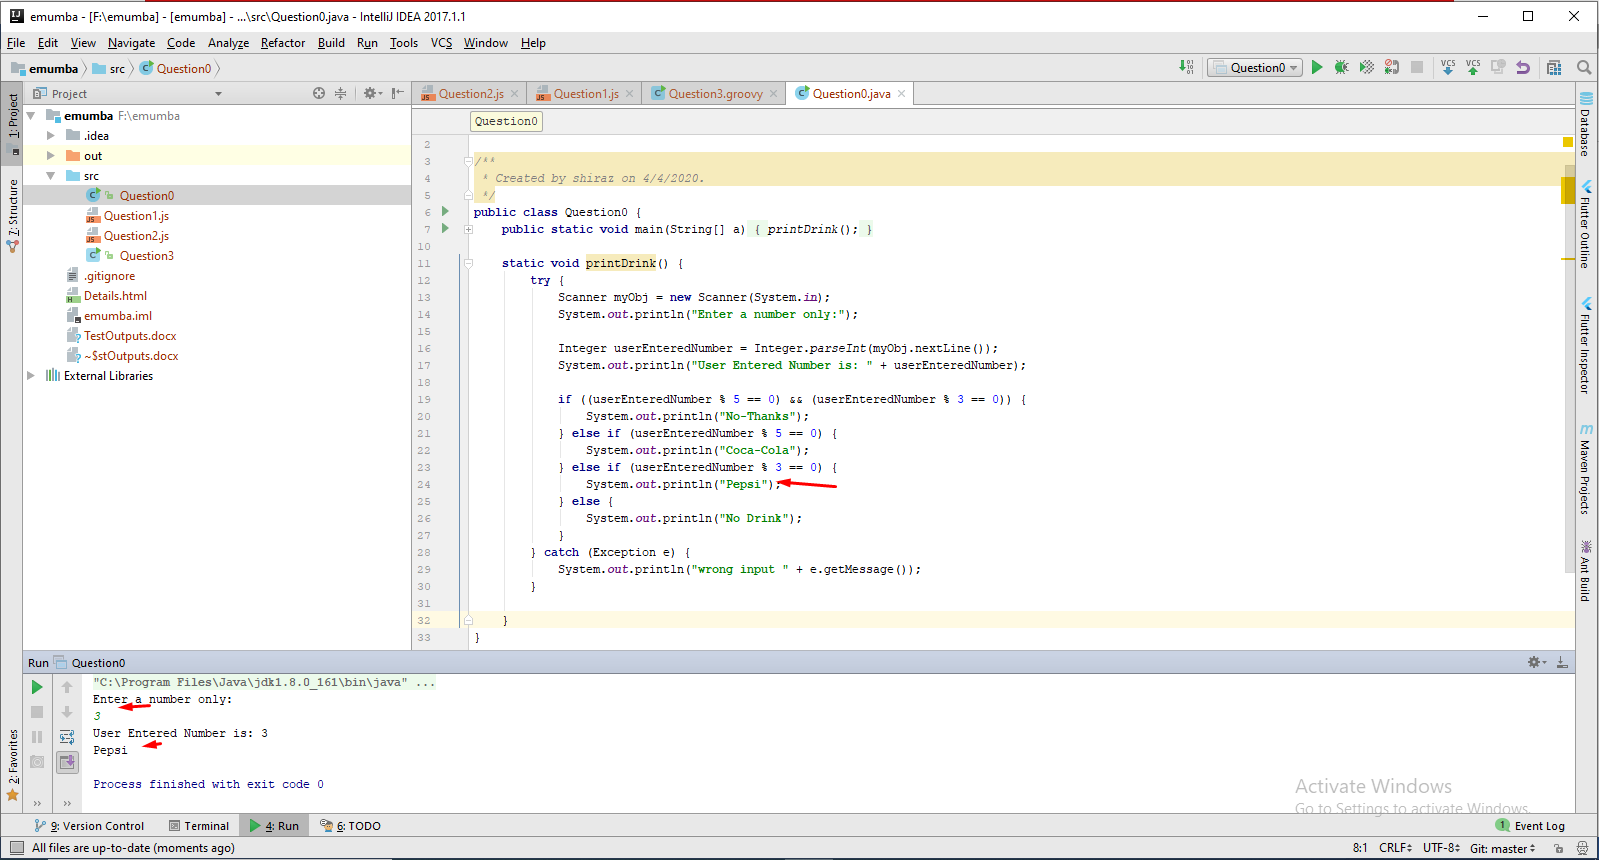 emumba - [F:\emumba] - [emumba] - ...\src\Question0.java - IntelliJ IDEA 2017.1.1
File Edit View Navigate Code Analyze Refactor Build Run Tools VCS Window Help
emumba src Question0
Question0
VCS VCS
Project
Question2.js Question1.js Question3.groovy Question0.java
1: Project
7: Structure
2: Favorites
emumba F:\emumba
.idea
out
src
Question0
Question1.js
Question2.js
Question3
.gitignore
Details.html
emumba.iml
TestOutputs.docx
~$stOutputs.docx
External Libraries
Question0
2
3 /**
4 * Created by shiraz on 4/4/2020.
5 */
6 public class Question0 {
7 public static void main(String[] a) { printDrink(); }
10
11 static void printDrink() {
12 try {
13 Scanner myObj = new Scanner(System.in);
14 System.out.println("Enter a number only:");
15
16 Integer userEnteredNumber = Integer.parseInt(myObj.nextLine());
17 System.out.println("User Entered Number is: " + userEnteredNumber);
18
19 if ((userEnteredNumber % 5 == 0) && (userEnteredNumber % 3 == 0)) {
20 System.out.println("No-Thanks");
21 } else if (userEnteredNumber % 5 == 0) {
22 System.out.println("Coca-Cola");
23 } else if (userEnteredNumber % 3 == 0) {
24 System.out.println("Pepsi");
25 } else {
26 System.out.println("No Drink");
27 }
28 } catch (Exception e) {
29 System.out.println("wrong input " + e.getMessage());
30 }
31
32 }
33 }
Database
Flutter Outline
Flutter Inspector
Maven Projects
Ant Build
Run Question0
"C:\Program Files\Java\jdk1.8.0_161\bin\java" ...
Enter a number only:
3
User Entered Number is: 3
Pepsi
Process finished with exit code 0
Activate Windows
Go to Settings to activate Windows.
9: Version Control Terminal 4: Run 6: TODO 1 Event Log
All files are up-to-date (moments ago) 8:1 CRLF UTF-8 Git: master